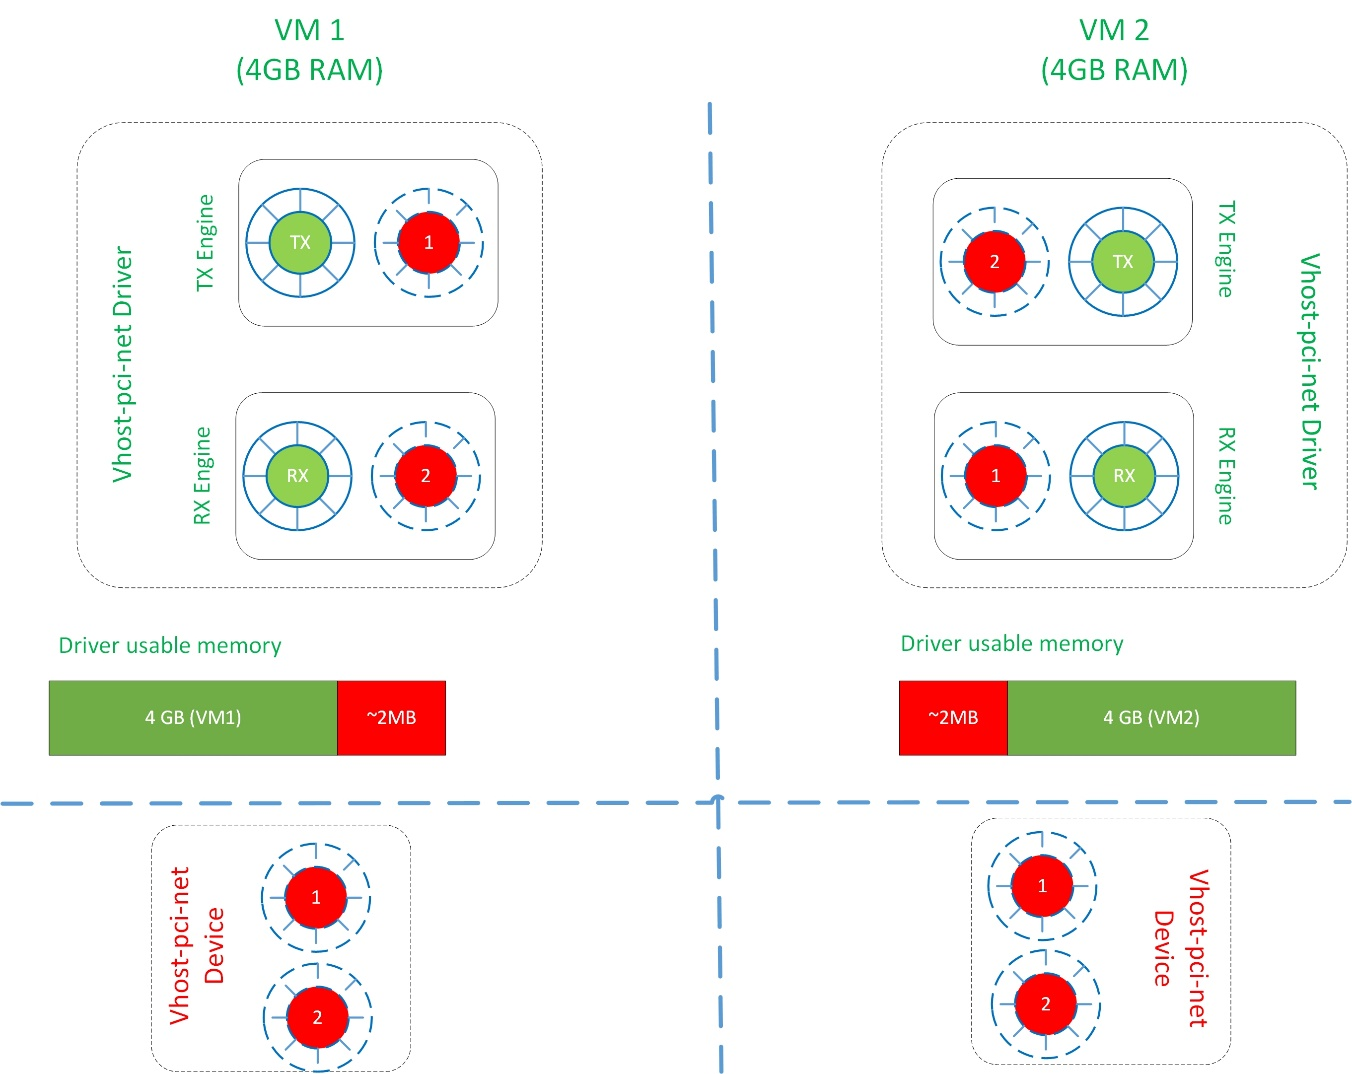 VM 1
(4GB RAM)
VM 2
(4GB RAM)
Vhost-pci-net Driver
TX Engine
TX
1
RX Engine
RX
2
2
TX
TX Engine
1
RX
RX Engine
Vhost-pci-net Driver
Driver usable memory
4 GB (VM1)
~2MB
Driver usable memory
~2MB
4 GB (VM2)
Vhost-pci-net
Device
1
2
1
2
Vhost-pci-net
Device